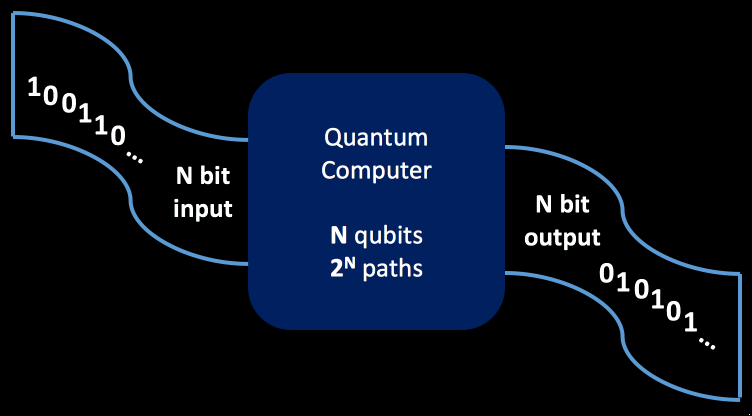 100110...
N bit
input
Quantum
Computer
N qubits
2ᴺ paths
N bit
output
010101...